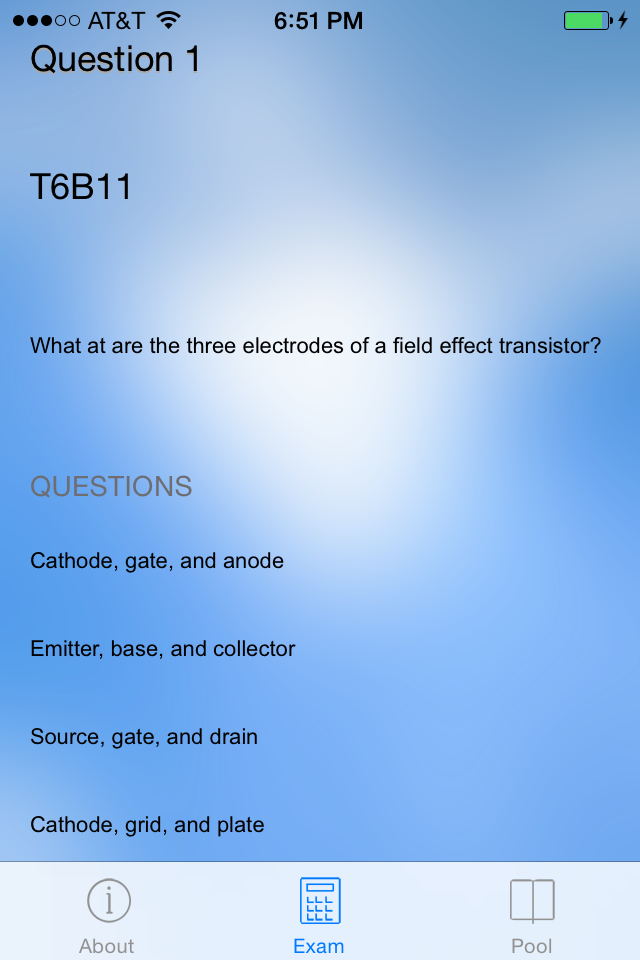 AT&T 6:51 PM
Question 1
T6B11
What at are the three electrodes of a field effect transistor?
QUESTIONS
Cathode, gate, and anode
Emitter, base, and collector
Source, gate, and drain
Cathode, grid, and plate
About Exam Pool